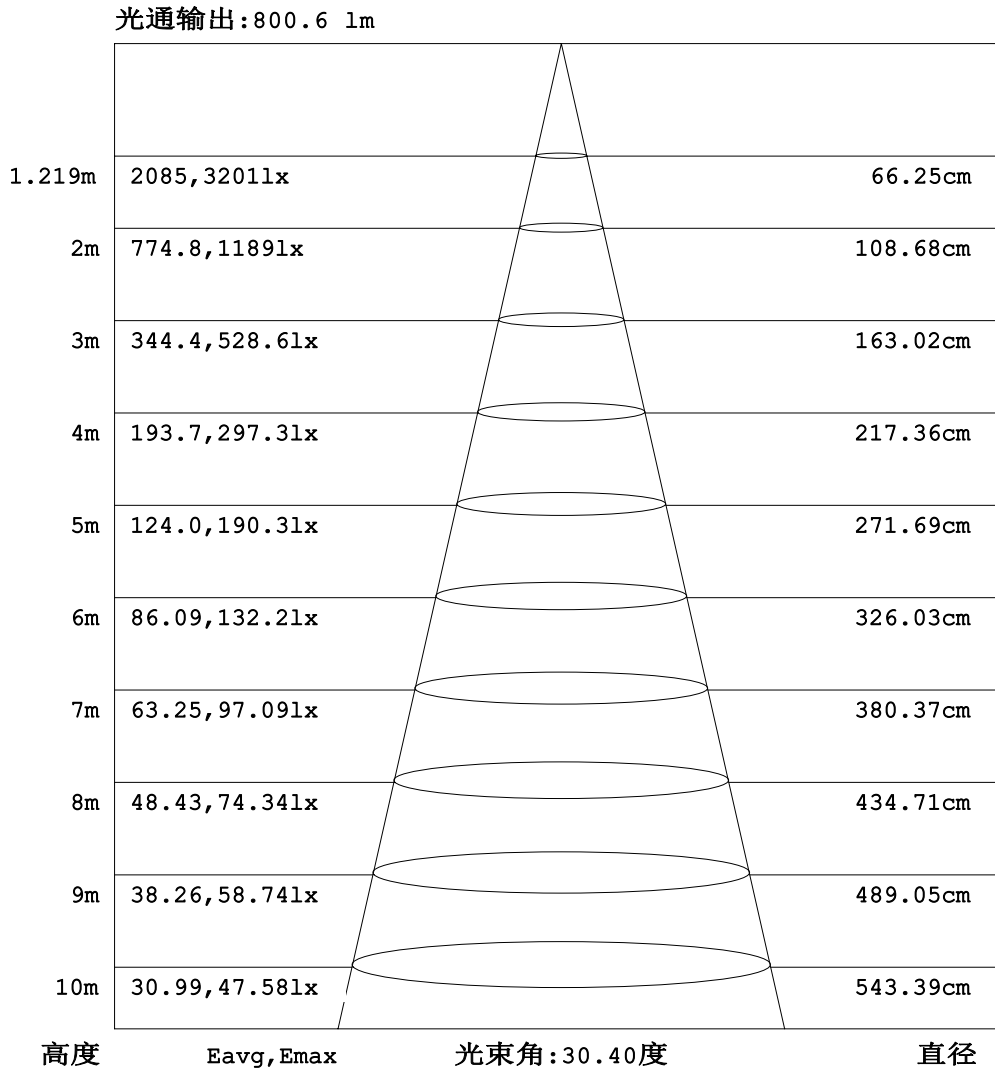 光通输出:800.6 lm
1.219m 2085,3201lx 66.25cm
2m 774.8,1189lx 108.68cm
3m 344.4,528.6lx 163.02cm
4m 193.7,297.3lx 217.36cm
5m 124.0,190.3lx 271.69cm
6m 86.09,132.2lx 326.03cm
7m 63.25,97.09lx 380.37cm
8m 48.43,74.34lx 434.71cm
9m 38.26,58.74lx 489.05cm
10m 30.99,47.58lx 543.39cm
高度 Eavg,Emax 光束角:30.40度 直径